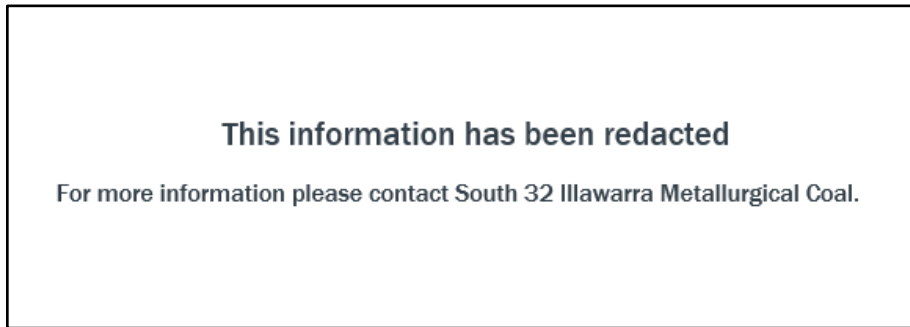 This information has been redacted
For more information please contact South 32 Illawarra Metallurgical Coal.